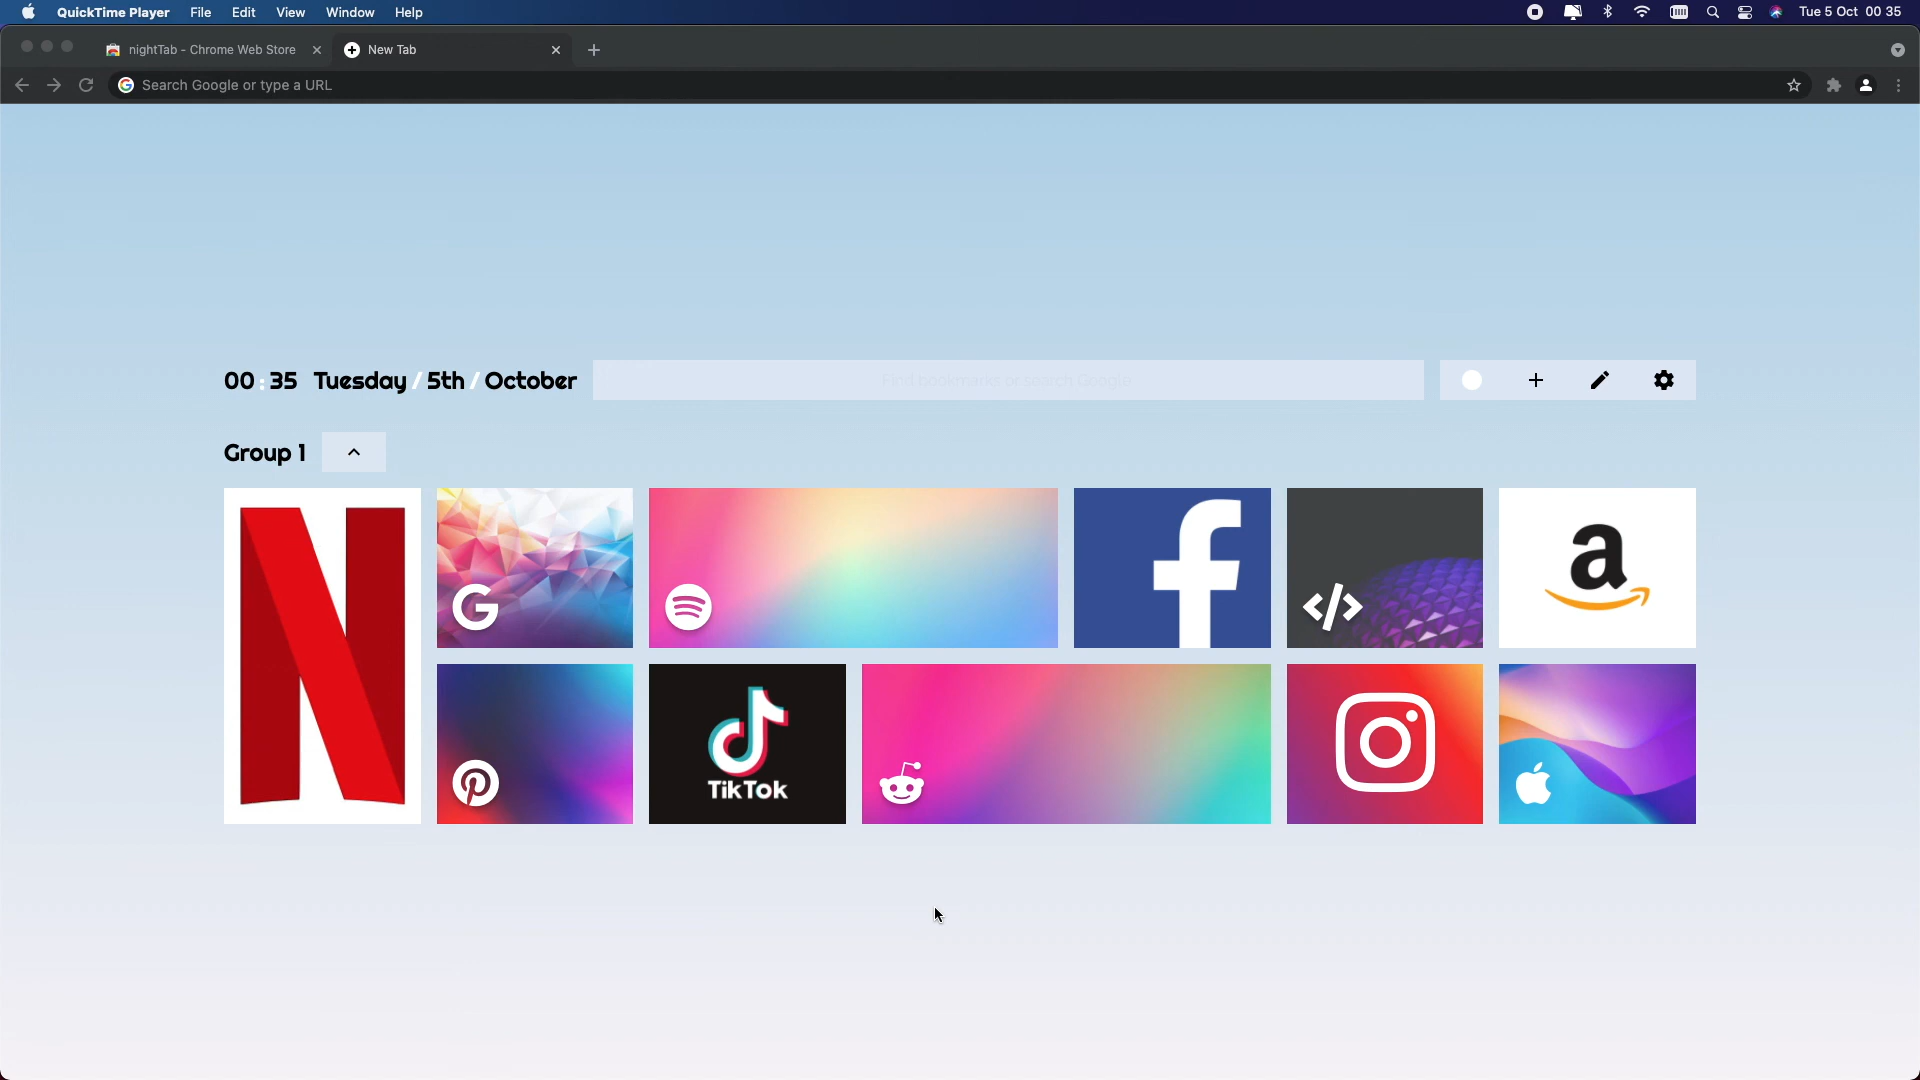 QuickTime Player File Edit View Window Help Tue 5 Oct 00 35
nightTab - Chrome Web Store New Tab
Search Google or type a URL
00 : 35 Tuesday / 5th / October Find bookmarks or search Google
Group 1
TikTok